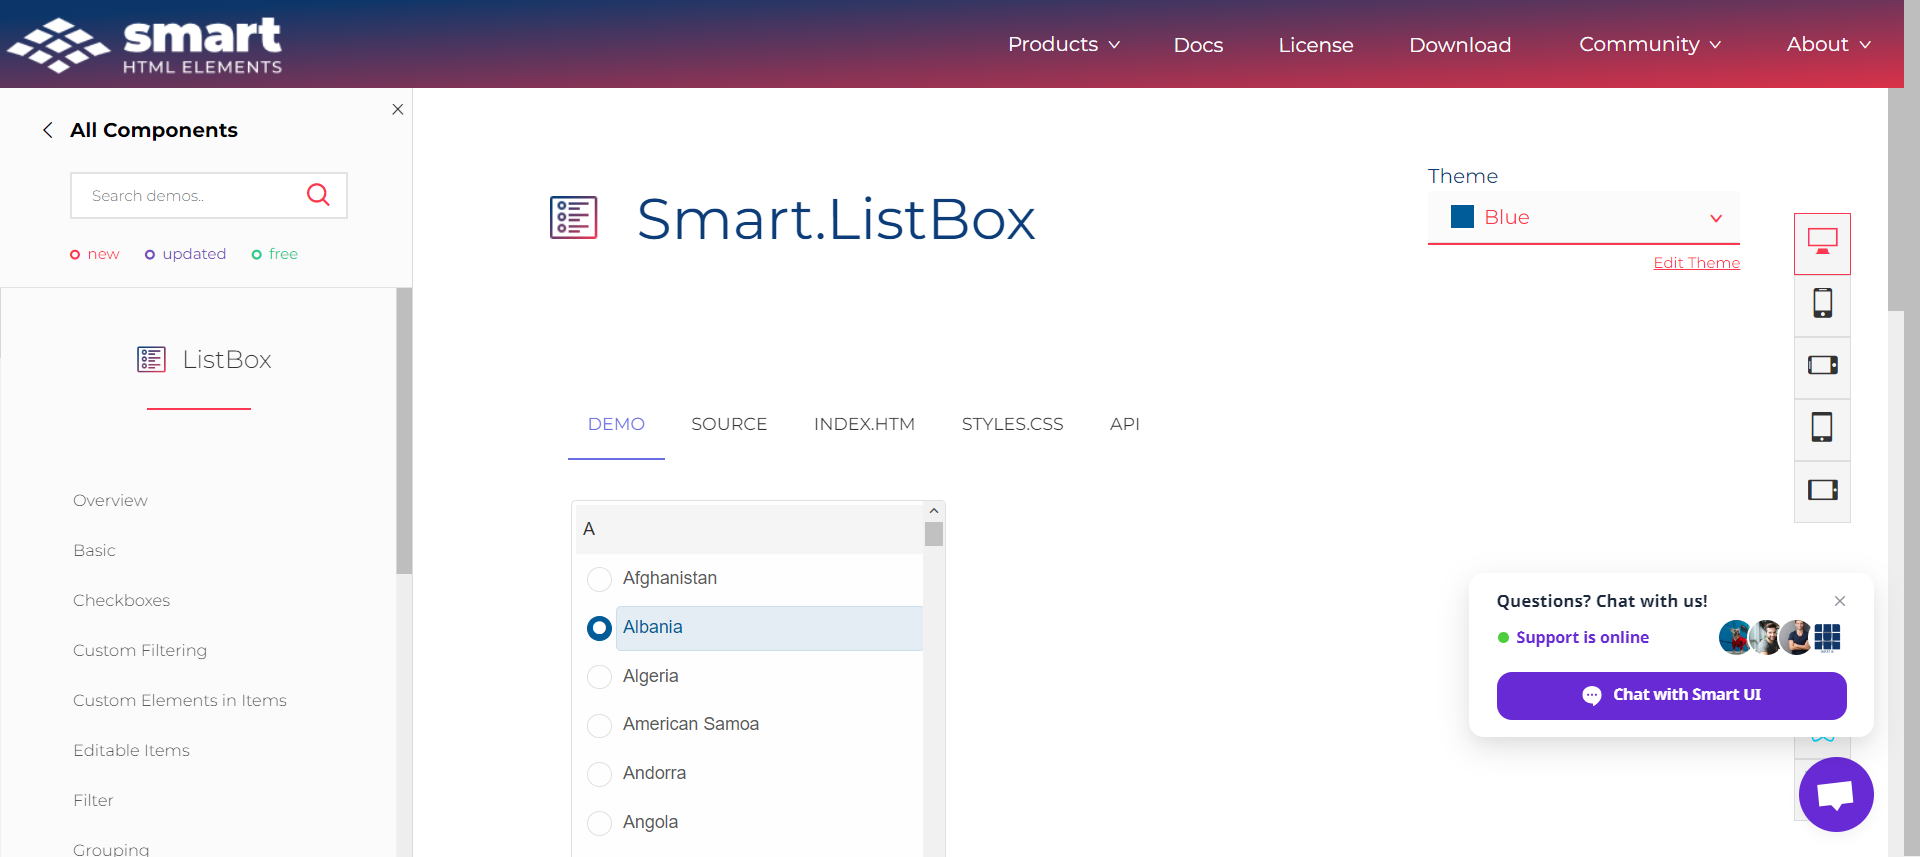 smart
HTML ELEMENTS
Products
Docs
License
Download
Community
About
All Components
Search demos..
new
updated
free
ListBox
Overview
Basic
Checkboxes
Custom Filtering
Custom Elements in Items
Editable Items
Filter
Grouping
Smart.ListBox
Theme
Blue
Edit Theme
DEMO
SOURCE
INDEX.HTM
STYLES.CSS
API
A
Afghanistan
Albania
Algeria
American Samoa
Andorra
Angola
Questions? Chat with us!
Support is online
Chat with Smart UI